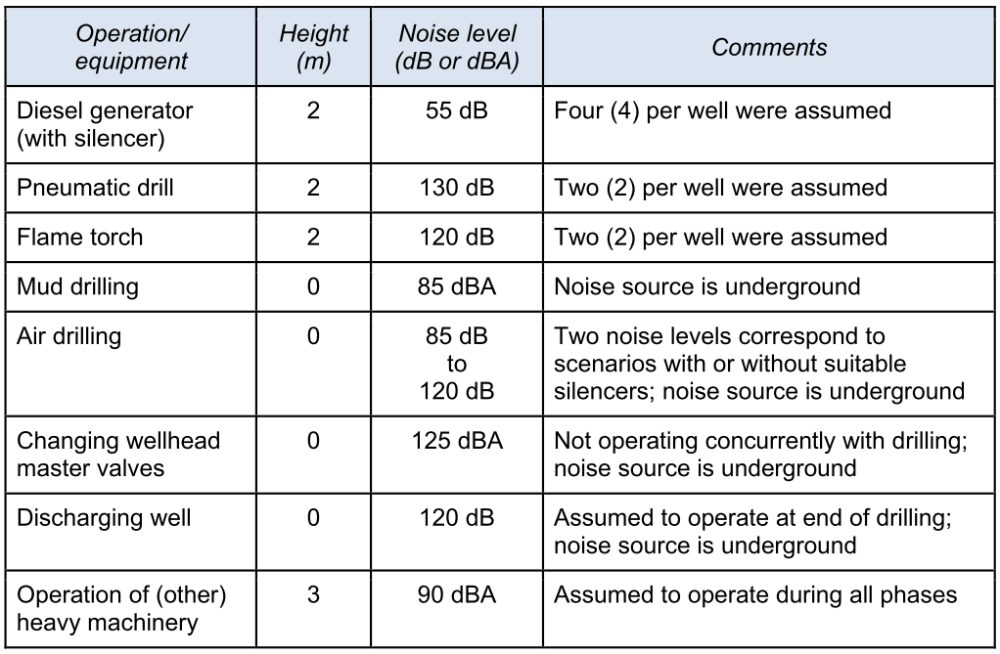 Operation/ equipment Height (m) Noise level (dB or dBA) Comments
Diesel generator (with silencer) 2 55 dB Four (4) per well were assumed
Pneumatic drill 2 130 dB Two (2) per well were assumed
Flame torch 2 120 dB Two (2) per well were assumed
Mud drilling 0 85 dBA Noise source is underground
Air drilling 0 85 dB to 120 dB Two noise levels correspond to scenarios with or without suitable silencers; noise source is underground
Changing wellhead master valves 0 125 dBA Not operating concurrently with drilling; noise source is underground
Discharging well 0 120 dB Assumed to operate at end of drilling; noise source is underground
Operation of (other) heavy machinery 3 90 dBA Assumed to operate during all phases